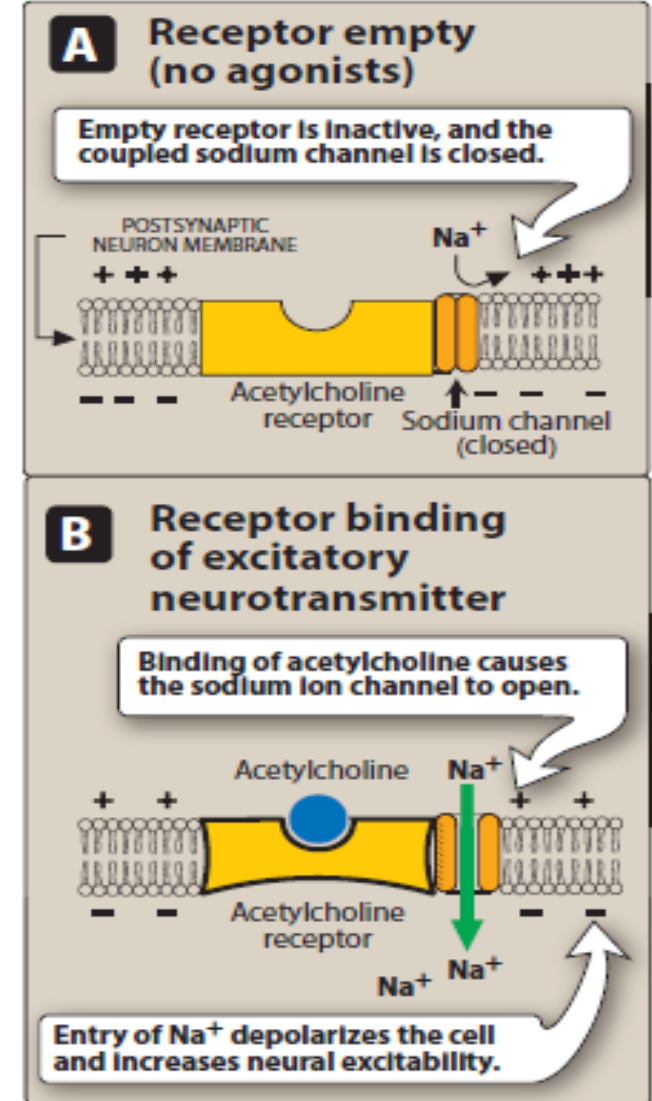 A
Receptor empty
(no agonists)
Empty receptor is inactive, and the
coupled sodium channel is closed.
POSTSYNAPTIC
NEURON MEMBRANE
Na+
+ + +
+ + +
– – –
– – –
Acetylcholine
receptor
Sodium channel
(closed)
B
Receptor binding
of excitatory
neurotransmitter
Binding of acetylcholine causes
the sodium ion channel to open.
Acetylcholine
Na+
+ +
+ +
– –
– –
Acetylcholine
receptor
Na+
Na+
Entry of Na+ depolarizes the cell
and increases neural excitability.